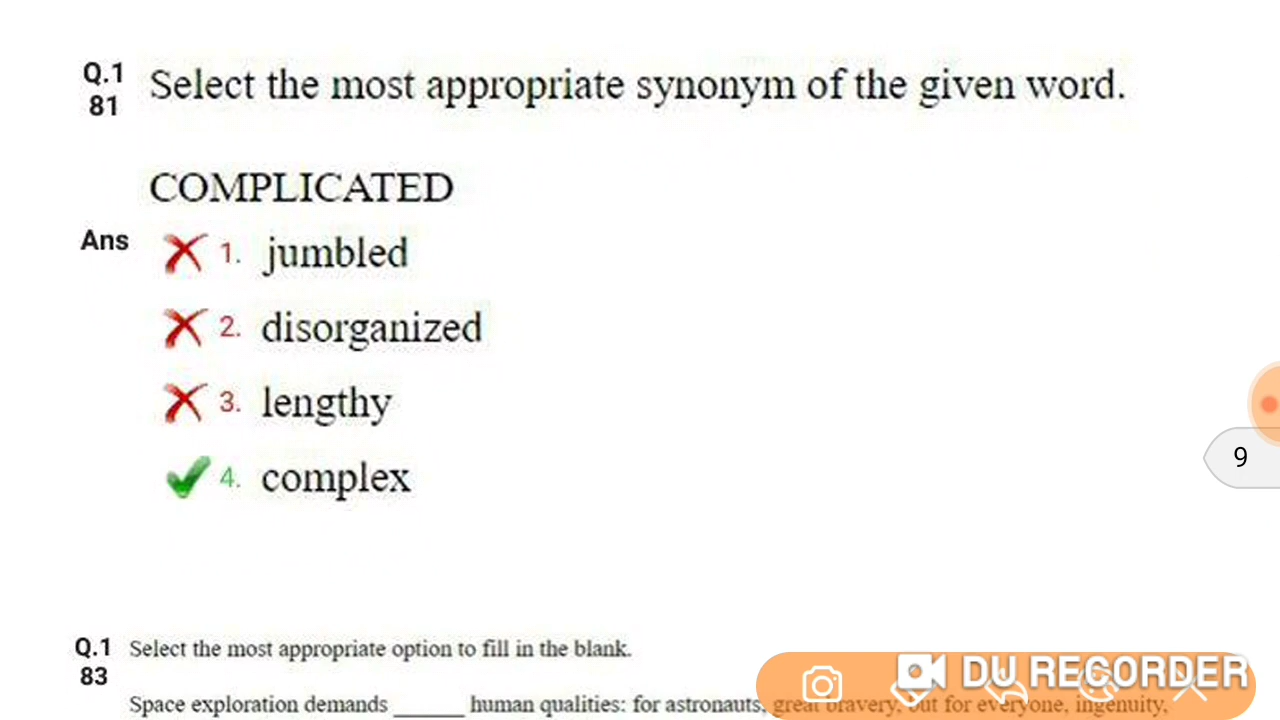 Q.1
81
Select the most appropriate synonym of the given word.
COMPLICATED
Ans
1. jumbled
2. disorganized
3. lengthy
4. complex
9
Q.1
83
Select the most appropriate option to fill in the blank.
DU RECORDER
Space exploration demands ______ human qualities: for astronauts, great bravery, but for everyone, ingenuity,